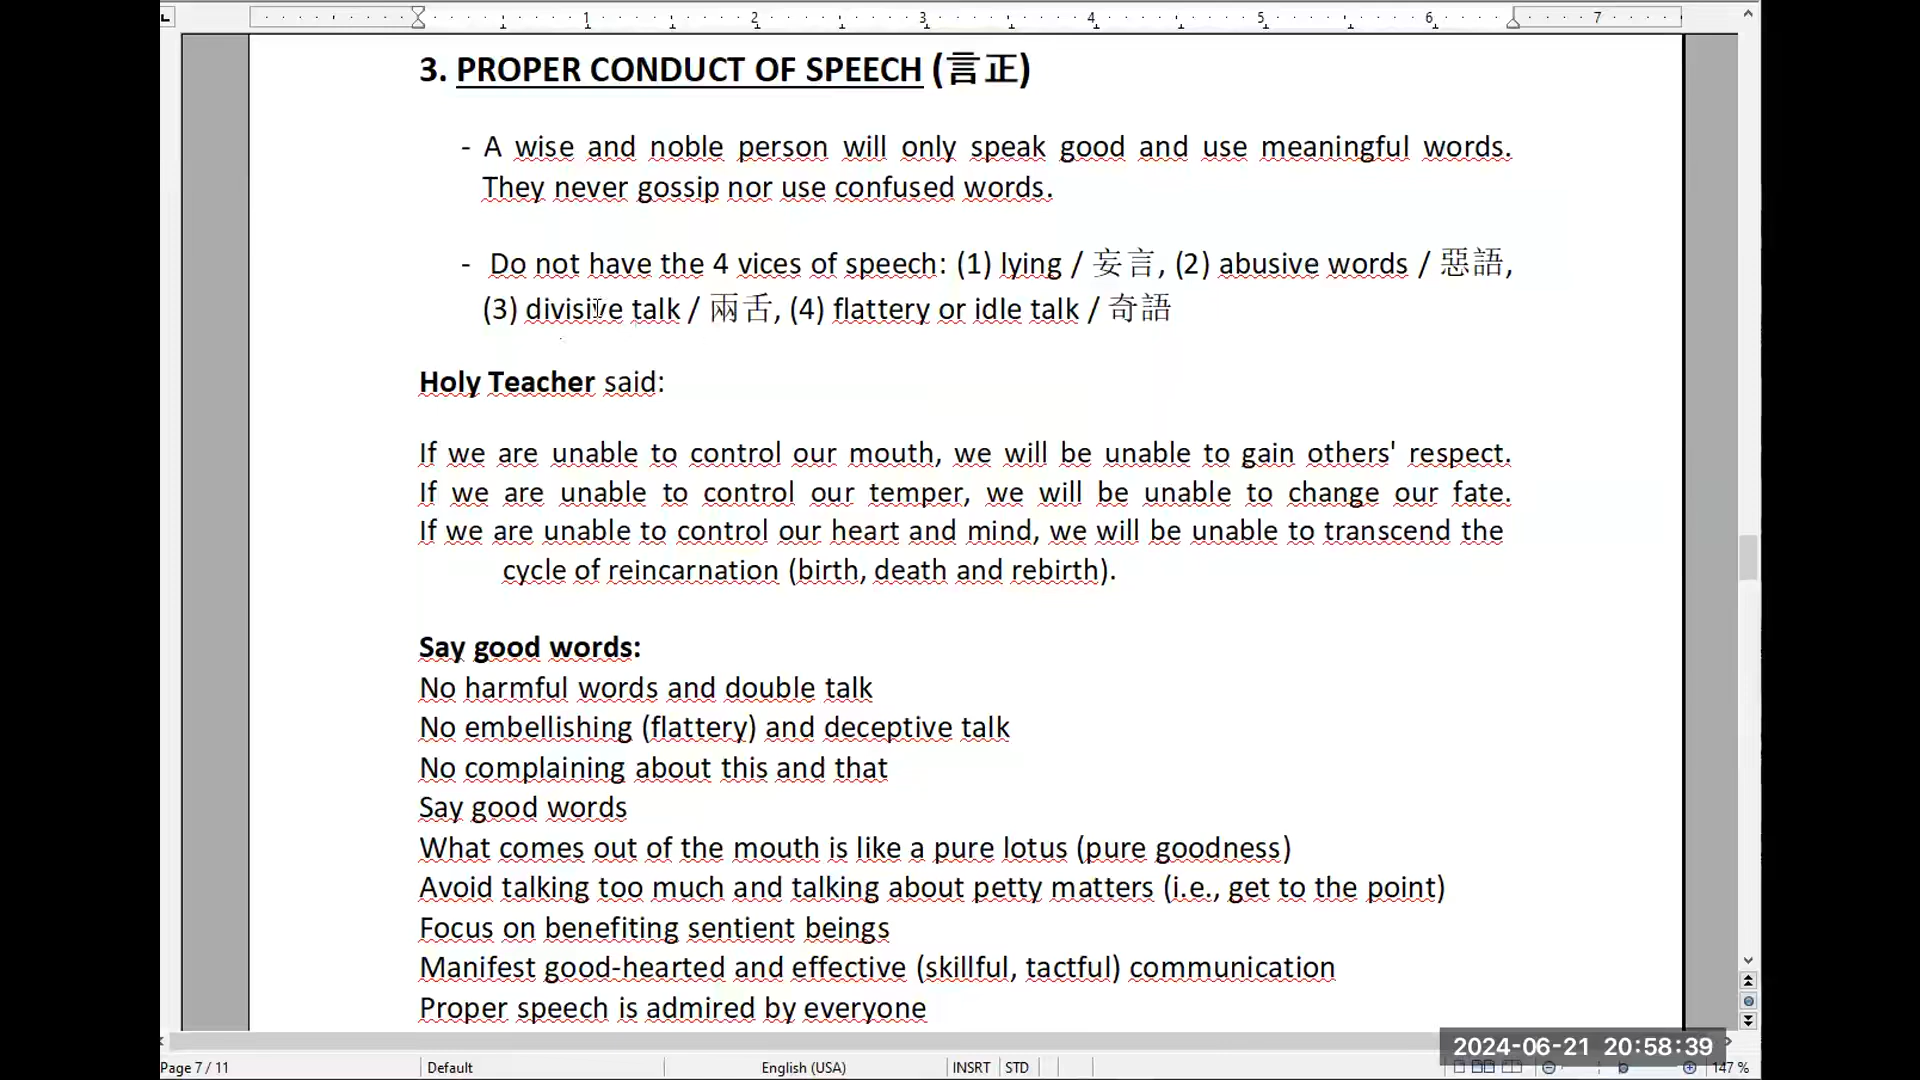 1 2 3 4 5 6 7
3. PROPER CONDUCT OF SPEECH (言正)
- A wise and noble person will only speak good and use meaningful words.
They never gossip nor use confused words.
- Do not have the 4 vices of speech: (1) lying / 妄言, (2) abusive words / 惡語,
(3) divisive talk / 兩舌, (4) flattery or idle talk / 奇語
Holy Teacher said:
If we are unable to control our mouth, we will be unable to gain others' respect.
If we are unable to control our temper, we will be unable to change our fate.
If we are unable to control our heart and mind, we will be unable to transcend the
cycle of reincarnation (birth, death and rebirth).
Say good words:
No harmful words and double talk
No embellishing (flattery) and deceptive talk
No complaining about this and that
Say good words
What comes out of the mouth is like a pure lotus (pure goodness)
Avoid talking too much and talking about petty matters (i.e., get to the point)
Focus on benefiting sentient beings
Manifest good-hearted and effective (skillful, tactful) communication
Proper speech is admired by everyone
2024-06-21 20:58:39
Page 7 / 11 Default English (USA) INSRT STD 147 %